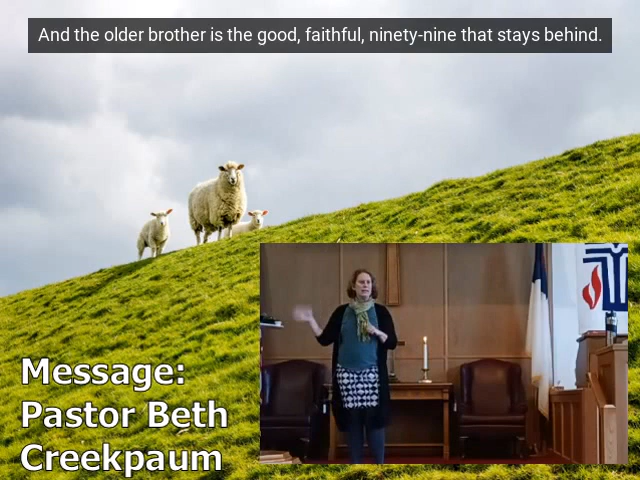 And the older brother is the good, faithful, ninety-nine that stays behind.
Message:
Pastor Beth
Creekpaum